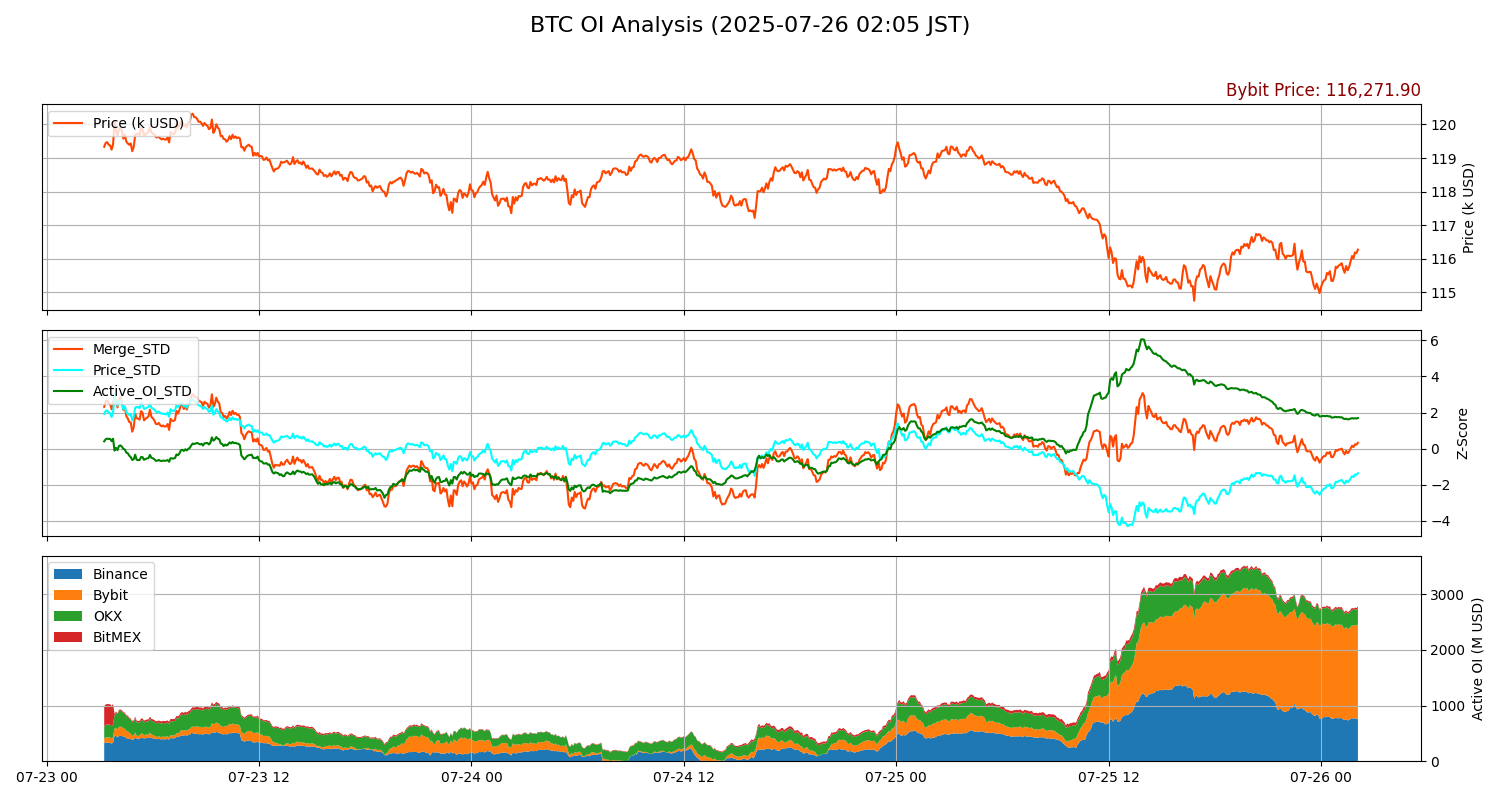 BTC OI Analysis (2025-07-26 02:05 JST)
Bybit Price: 116,271.90
Price (k USD)
120
119
118
117
116
115
Price (k USD)
Merge_STD
Price_STD
Active_OI_STD
6
4
2
0
−2
−4
Z-Score
Binance
Bybit
OKX
BitMEX
3000
2000
1000
0
Active OI (M USD)
07-23 00
07-23 12
07-24 00
07-24 12
07-25 00
07-25 12
07-26 00